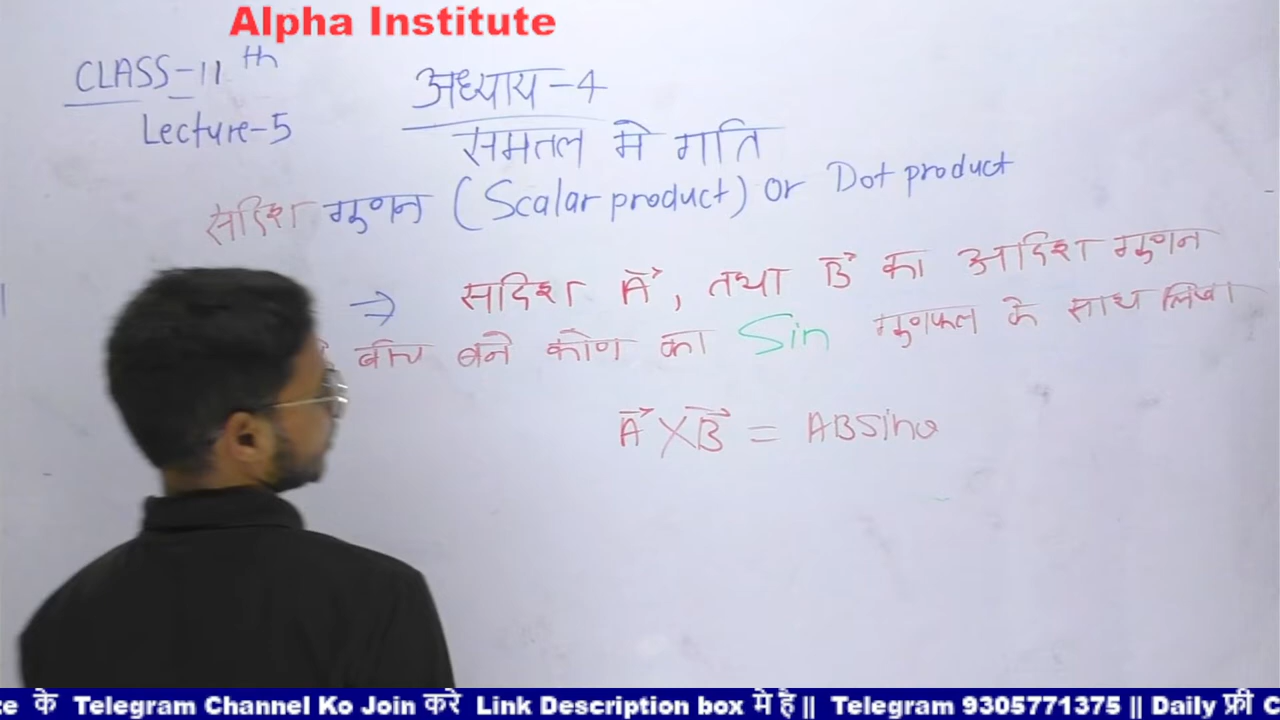 Alpha Institute
CLASS-11th
Lecture-5
अध्याय-4
समतल मे गति
सदिश गुणन (Scalar product) or Dot product
→ सदिश A⃗, तथा B⃗ का अदिश गुणन
बीच बने कोण का Sin गुणफल के साथ लिखा
A⃗ X B⃗ = ABsinθ
के Telegram Channel Ko Join करे Link Description box मे है || Telegram 9305771375 || Daily फ्री